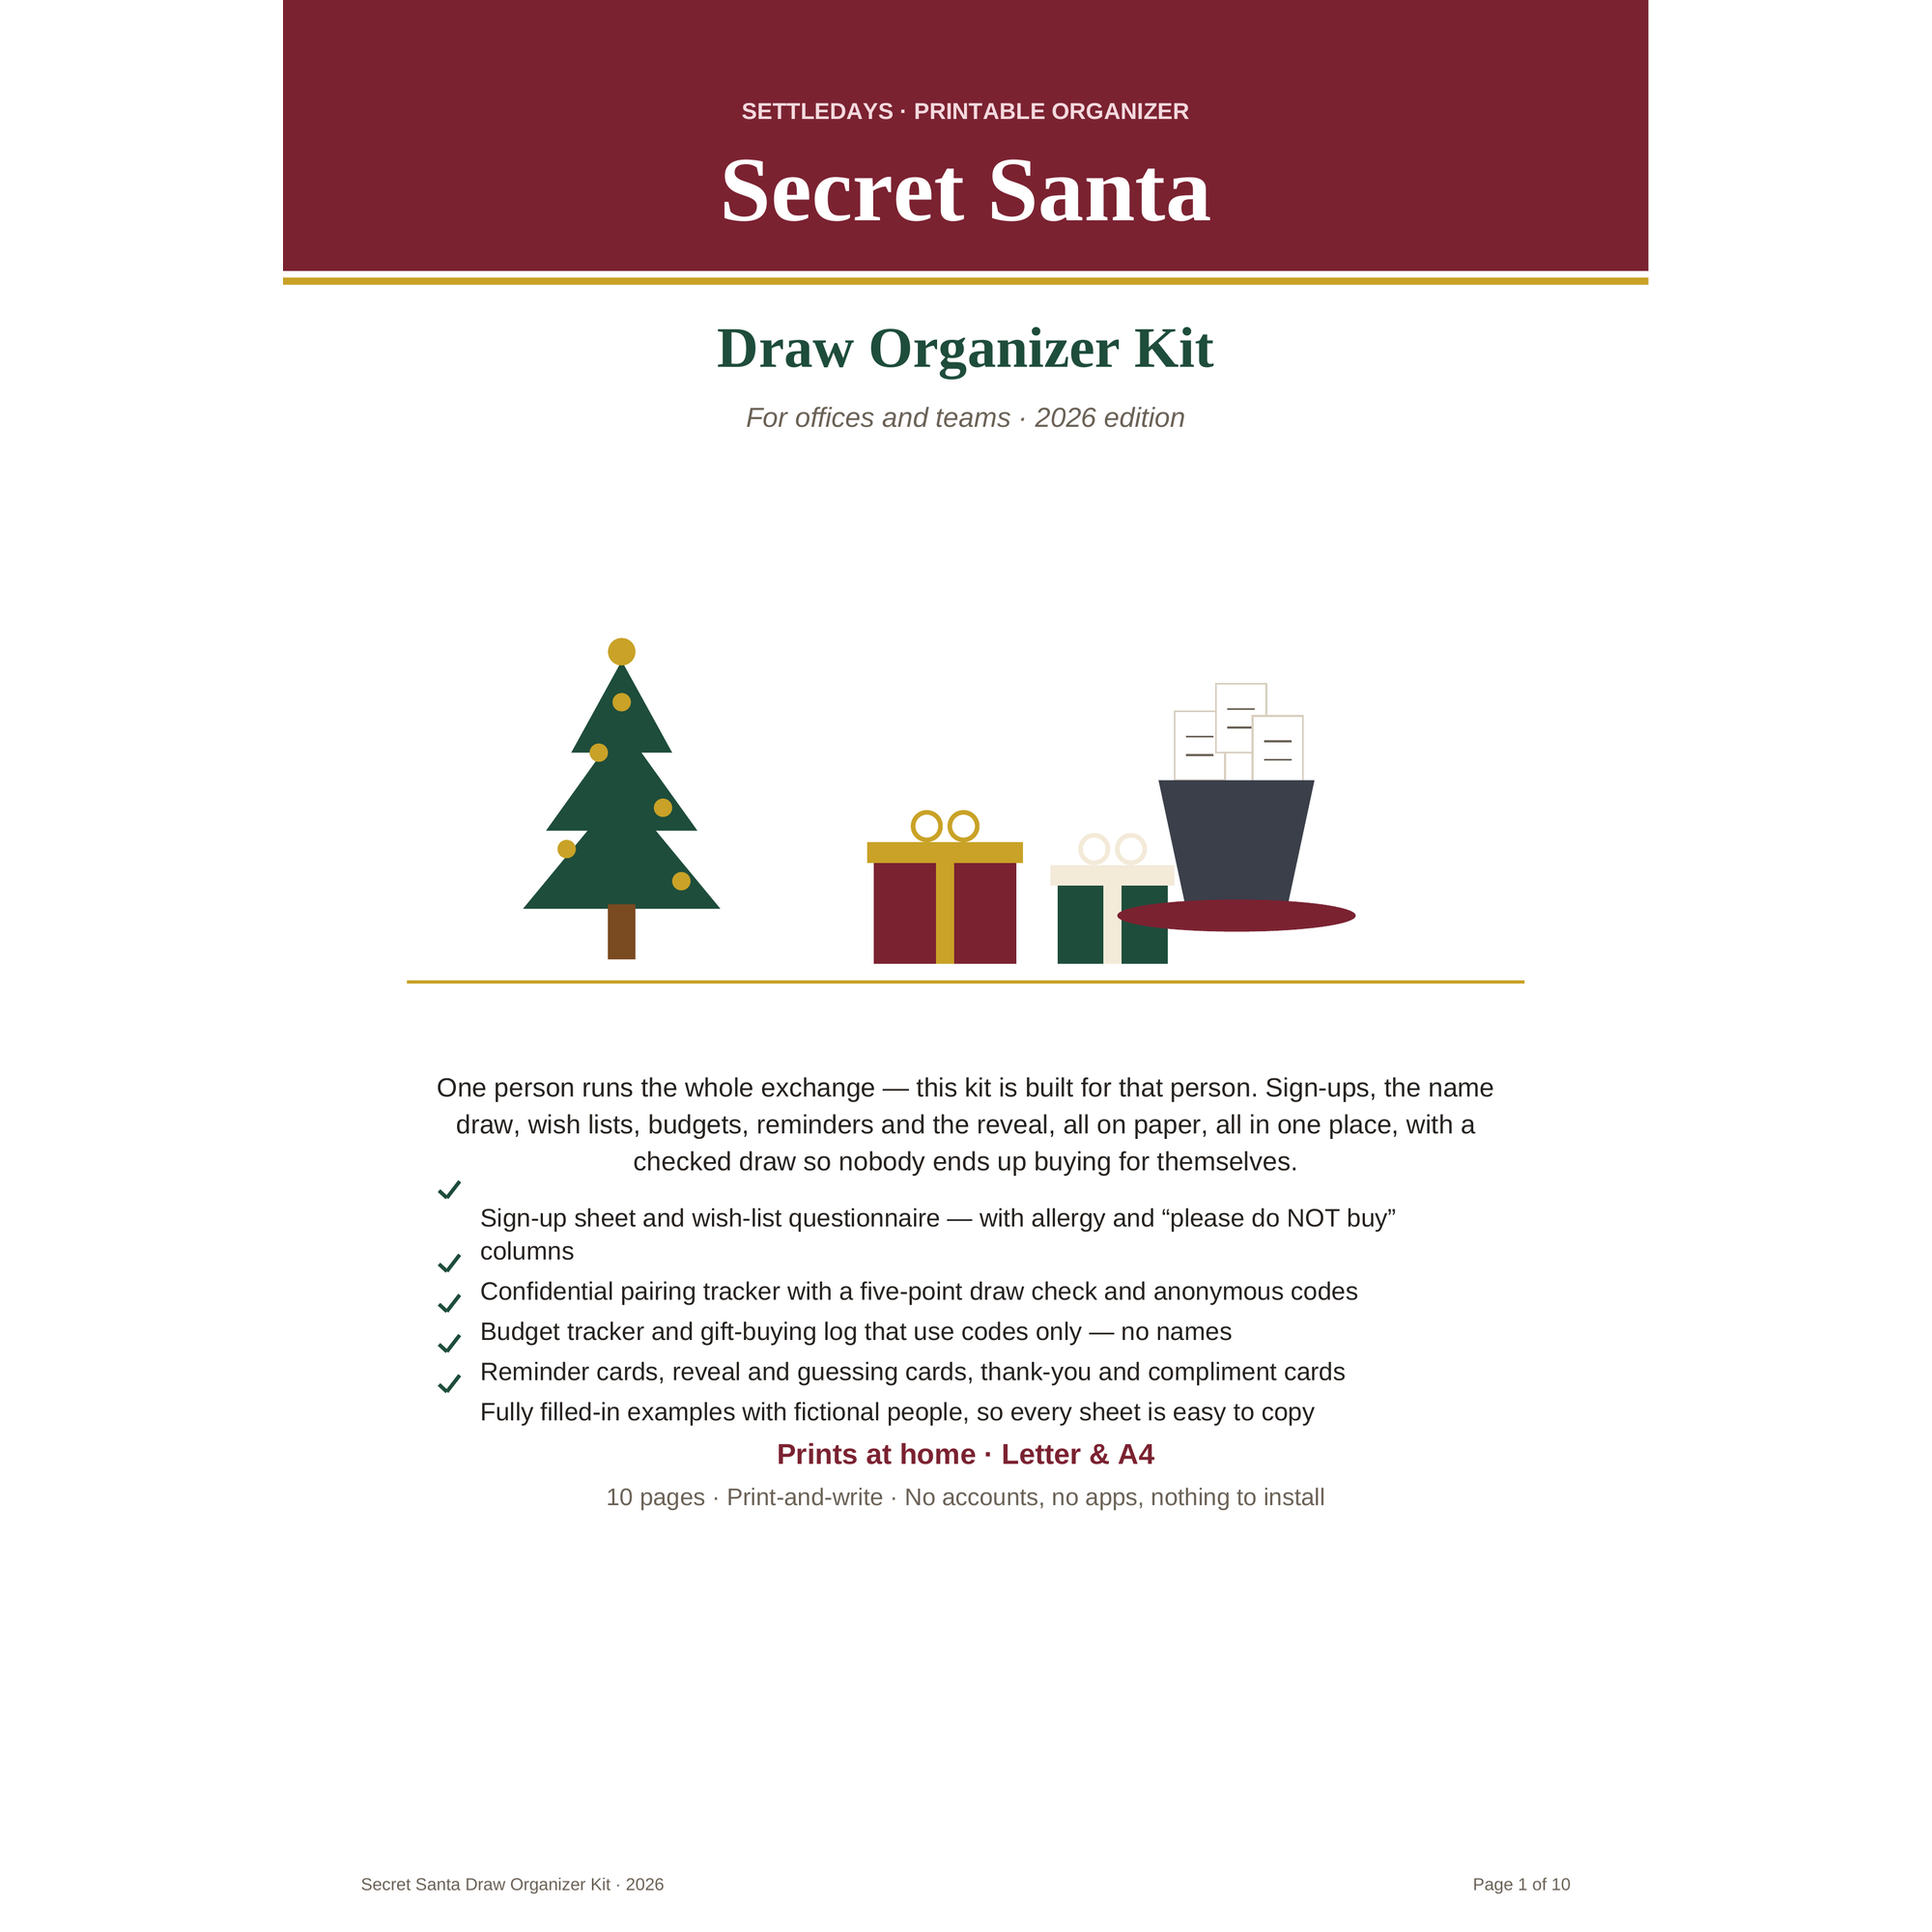 SETTLEDAYS · PRINTABLE ORGANIZER
Secret Santa
Draw Organizer Kit
For offices and teams · 2026 edition
One person runs the whole exchange — this kit is built for that person. Sign-ups, the name
draw, wish lists, budgets, reminders and the reveal, all on paper, all in one place, with a
checked draw so nobody ends up buying for themselves.
Sign-up sheet and wish-list questionnaire — with allergy and “please do NOT buy”
columns
Confidential pairing tracker with a five-point draw check and anonymous codes
Budget tracker and gift-buying log that use codes only — no names
Reminder cards, reveal and guessing cards, thank-you and compliment cards
Fully filled-in examples with fictional people, so every sheet is easy to copy
Prints at home · Letter & A4
10 pages · Print-and-write · No accounts, no apps, nothing to install
Secret Santa Draw Organizer Kit · 2026
Page 1 of 10